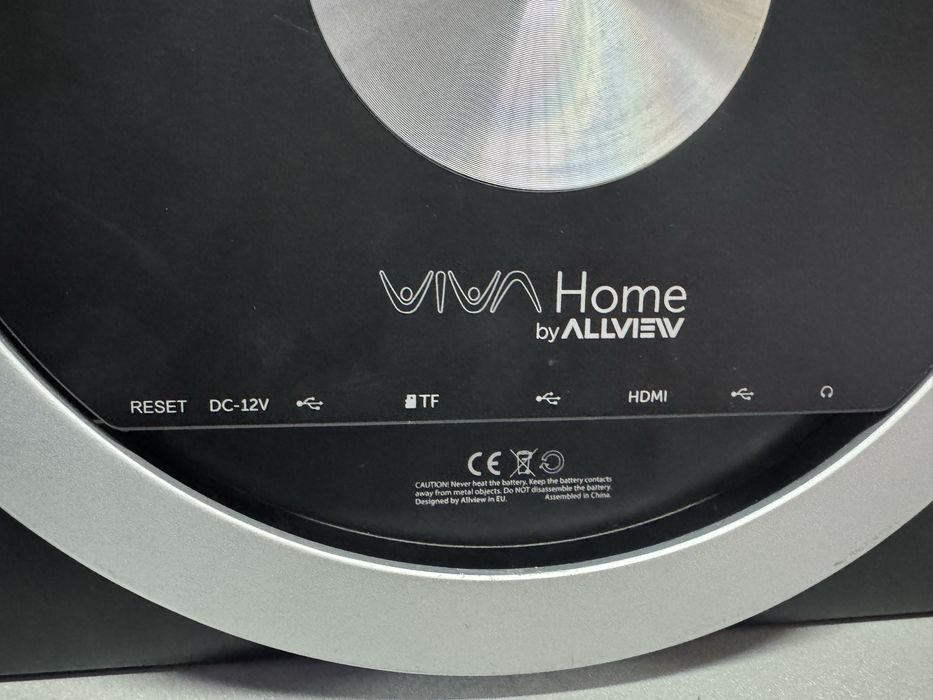 VIVA Home
by ALLVIEW
RESET DC-12V TF HDMI
CE
CAUTION! Never heat the battery. Keep the battery contacts
away from metal objects. Do NOT disassemble the battery.
Designed by Allview in EU. Assembled in China.